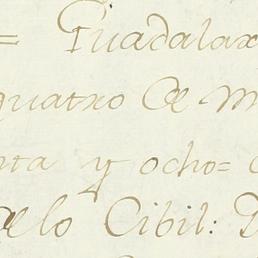 = Guadalax
quatro de m
nta y ocho=
de lo Cibil: